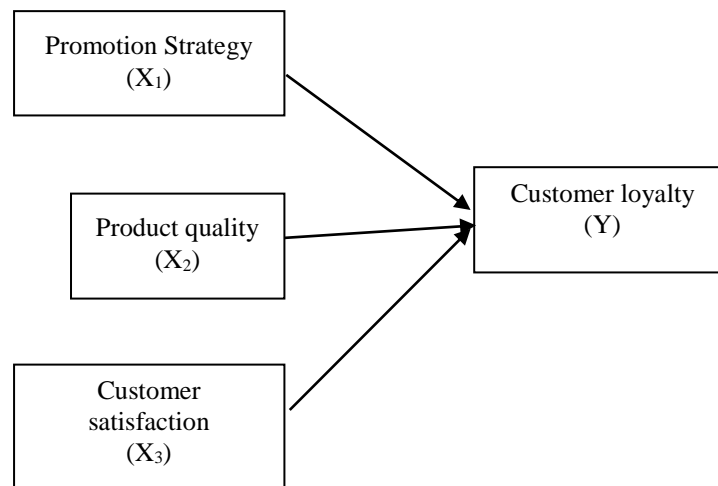 Promotion Strategy
(X₁)
Customer loyalty
(Y)
Product quality
(X₂)
Customer
satisfaction
(X₃)